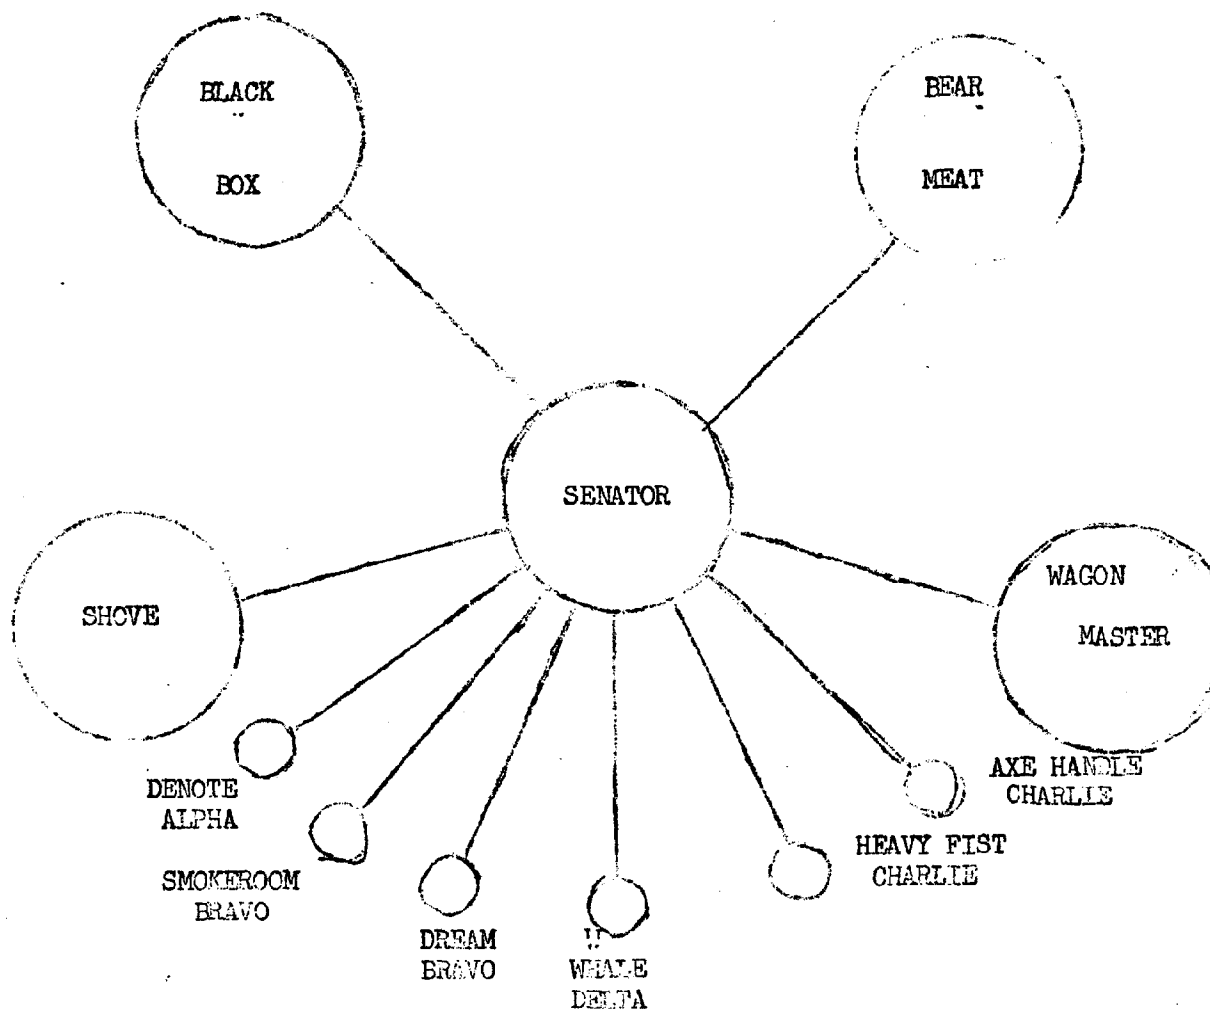 BLACK
BOX
BEAR
MEAT
SENATOR
SHOVE
WAGON
MASTER
DENOTE
ALPHA
SMOKEROOM
BRAVO
DREAM
BRAVO
WHALE
DELTA
HEAVY FIST
CHARLIE
AXE HANDLE
CHARLIE